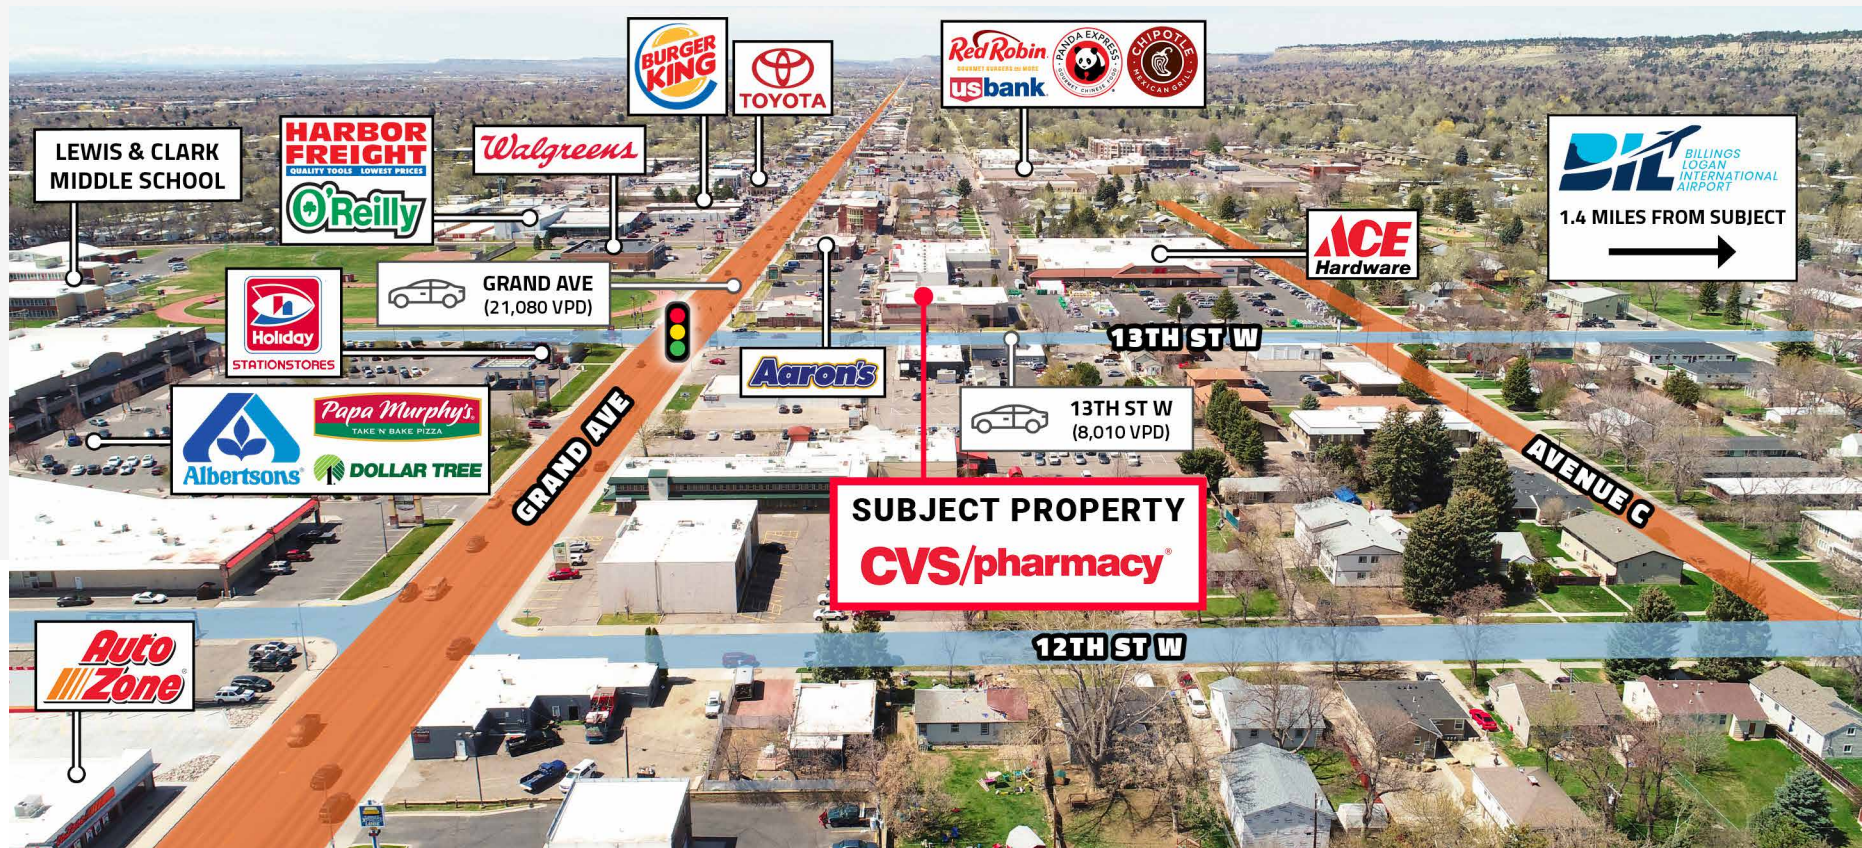 BURGER
KING
TOYOTA
Red Robin
GOURMET BURGERS AND BREWS
usbank
PANDA EXPRESS
GOURMET CHINESE FOOD
CHIPOTLE
MEXICAN GRILL
LEWIS & CLARK
MIDDLE SCHOOL
HARBOR
FREIGHT
QUALITY TOOLS LOWEST PRICES
O'Reilly
Walgreens
BIL
BILLINGS
LOGAN
INTERNATIONAL
AIRPORT
1.4 MILES FROM SUBJECT
ACE
Hardware
Holiday
STATIONSTORES
GRAND AVE
(21,080 VPD)
13TH ST W
Aaron's
13TH ST W
(8,010 VPD)
Albertsons
Papa Murphy's
TAKE 'N' BAKE PIZZA
DOLLAR TREE
GRAND AVE
AVENUE C
SUBJECT PROPERTY
CVS/pharmacy
12TH ST W
Auto
Zone